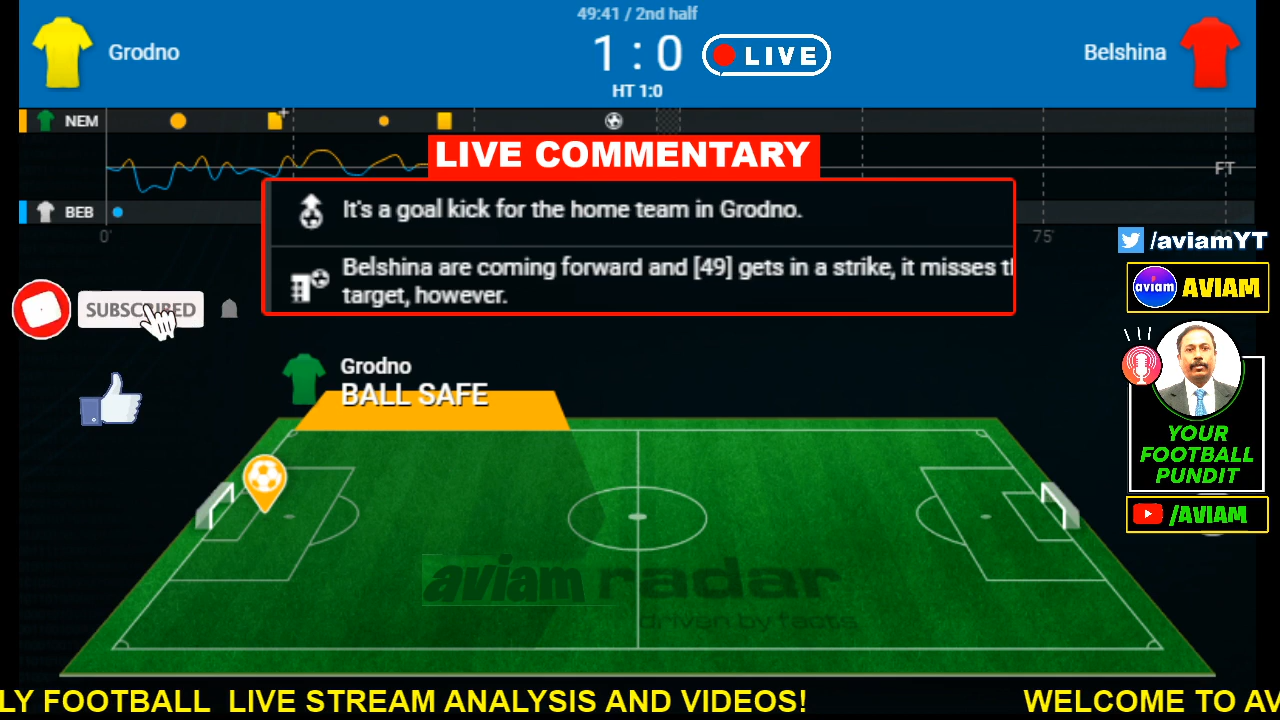 49:41 / 2nd half
Grodno
1 : 0
LIVE
Belshina
HT 1:0
NEM
LIVE COMMENTARY
FT
BEB
It's a goal kick for the home team in Grodno.
0'
75'
/aviamYT
Belshina are coming forward and [49] gets in a strike, it misses th
target, however.
aviam AVIAM
SUBSCRIBED
Grodno
BALL SAFE
YOUR
FOOTBALL
PUNDIT
/AVIAM
aviam radar
driven by facts
LY FOOTBALL LIVE STREAM ANALYSIS AND VIDEOS! WELCOME TO AV